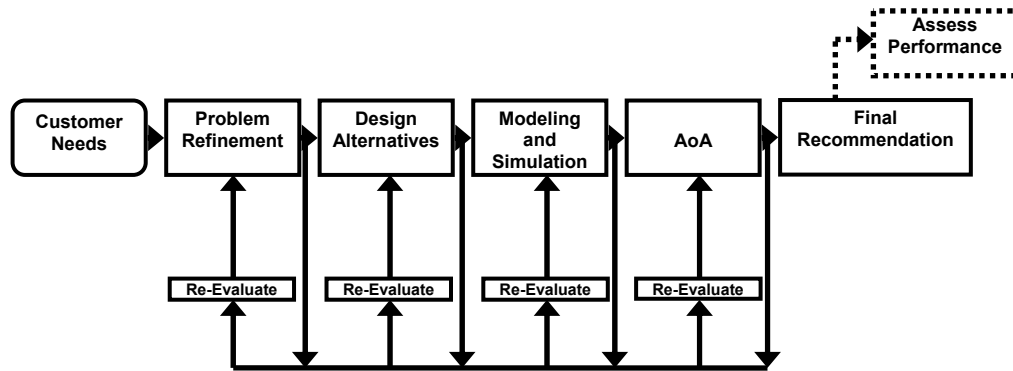 Assess
Performance
Customer
Needs
Problem
Refinement
Design
Alternatives
Modeling
and
Simulation
AoA
Final
Recommendation
Re-Evaluate
Re-Evaluate
Re-Evaluate
Re-Evaluate